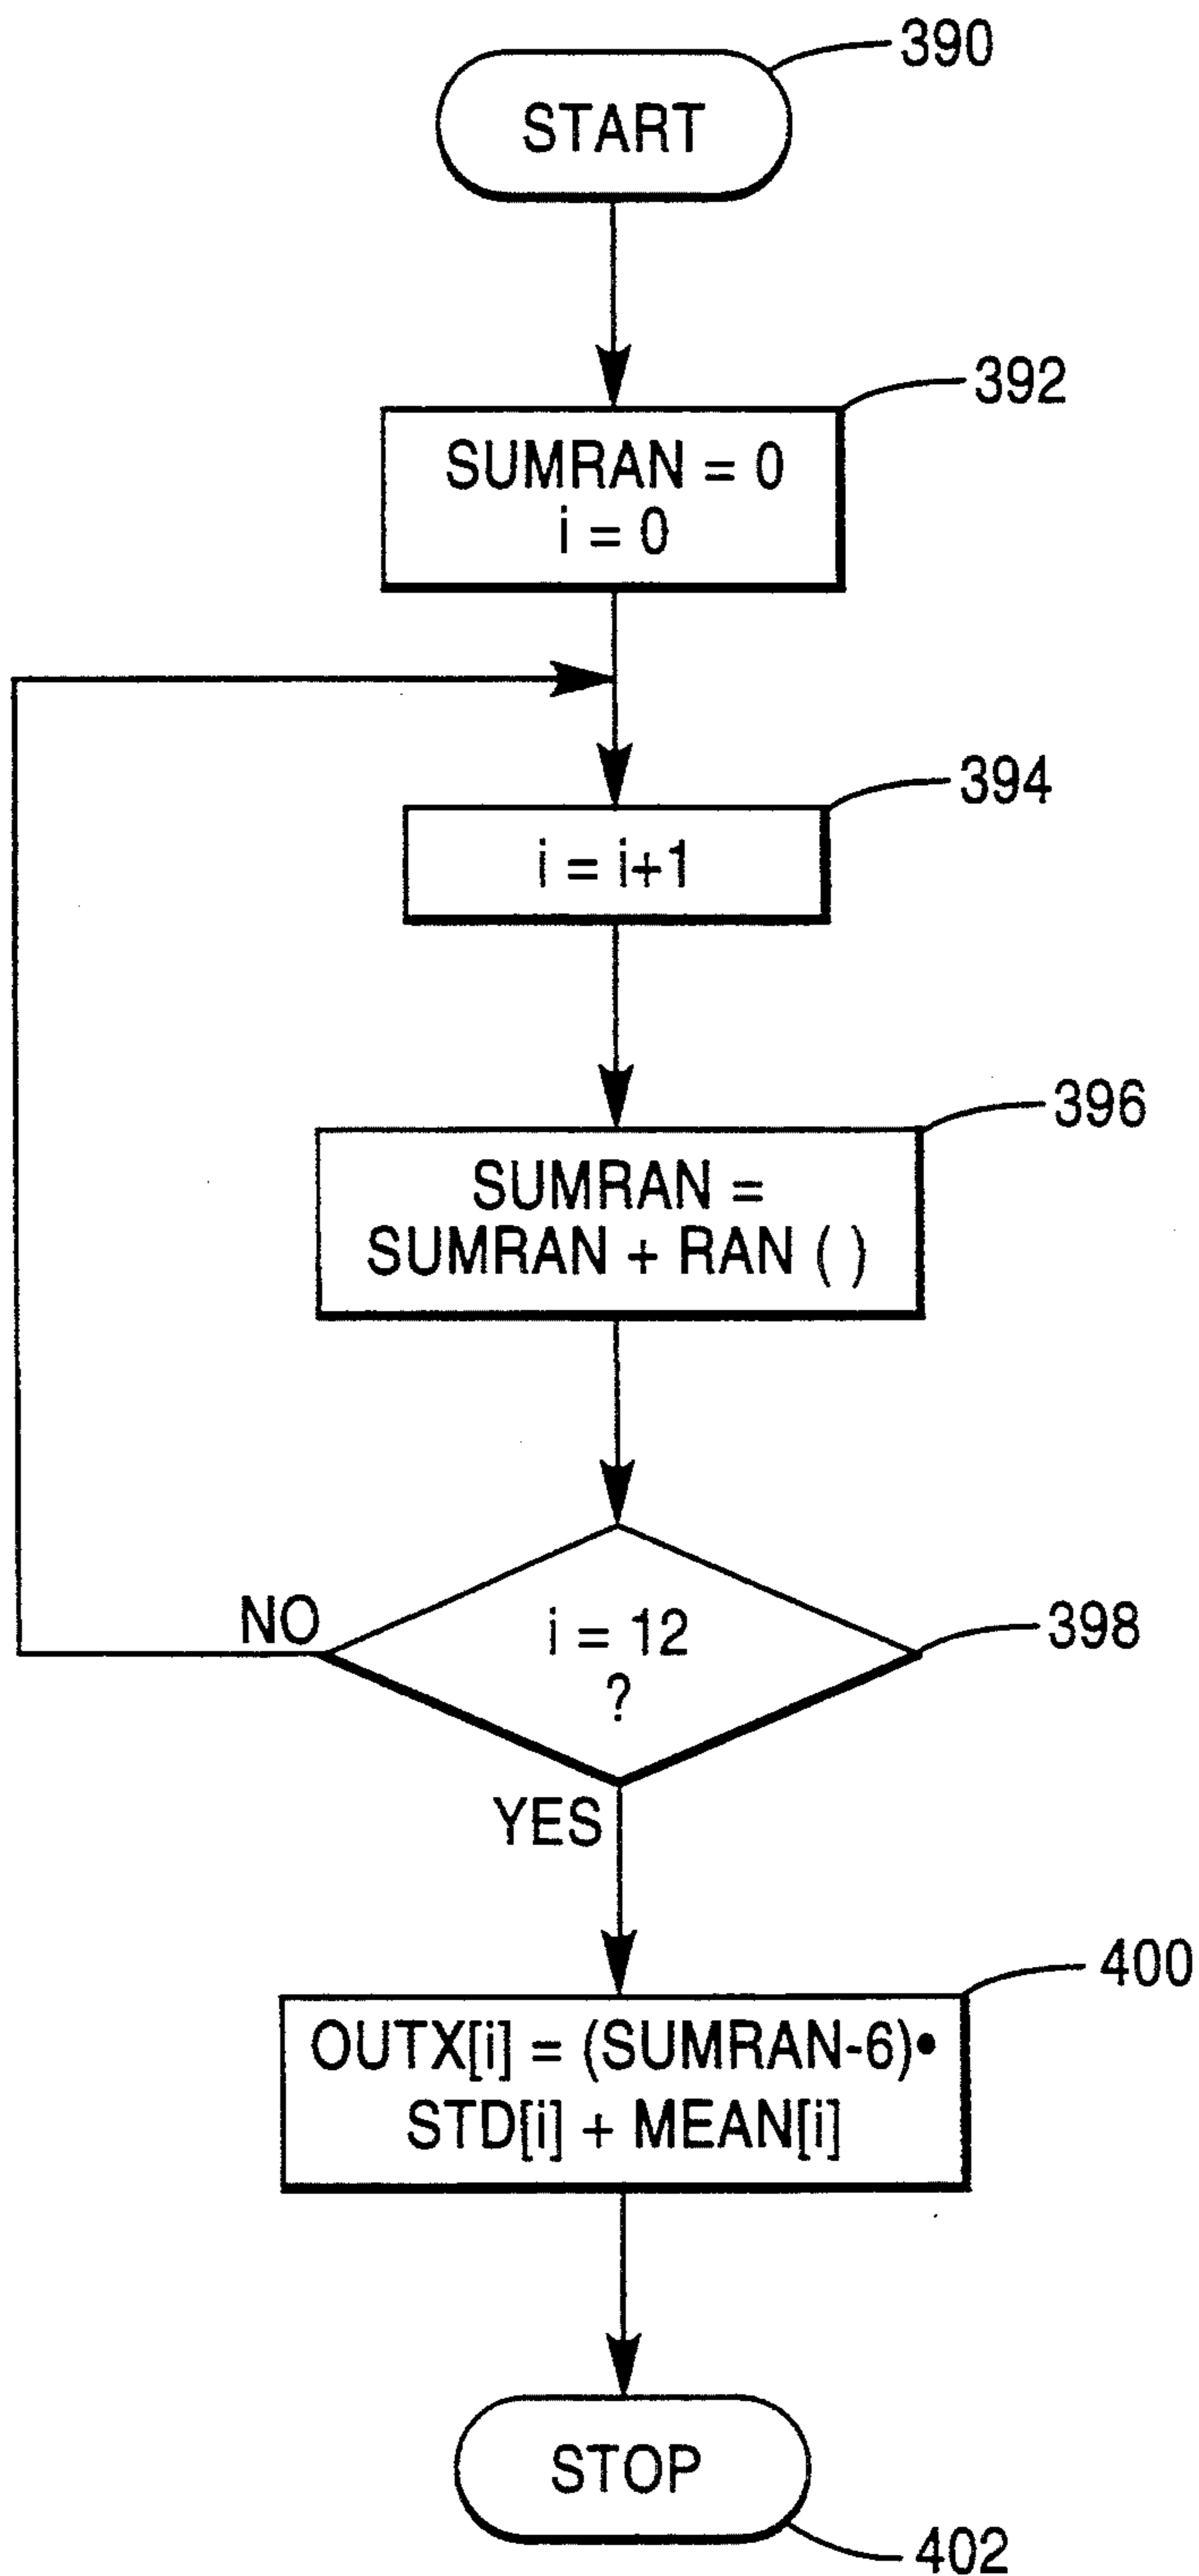 390
START
392
SUMRAN = 0
i = 0
394
i = i+1
396
SUMRAN =
SUMRAN + RAN ( )
398
NO
i = 12
?
YES
400
OUTX[i] = (SUMRAN-6)•
STD[i] + MEAN[i]
STOP
402